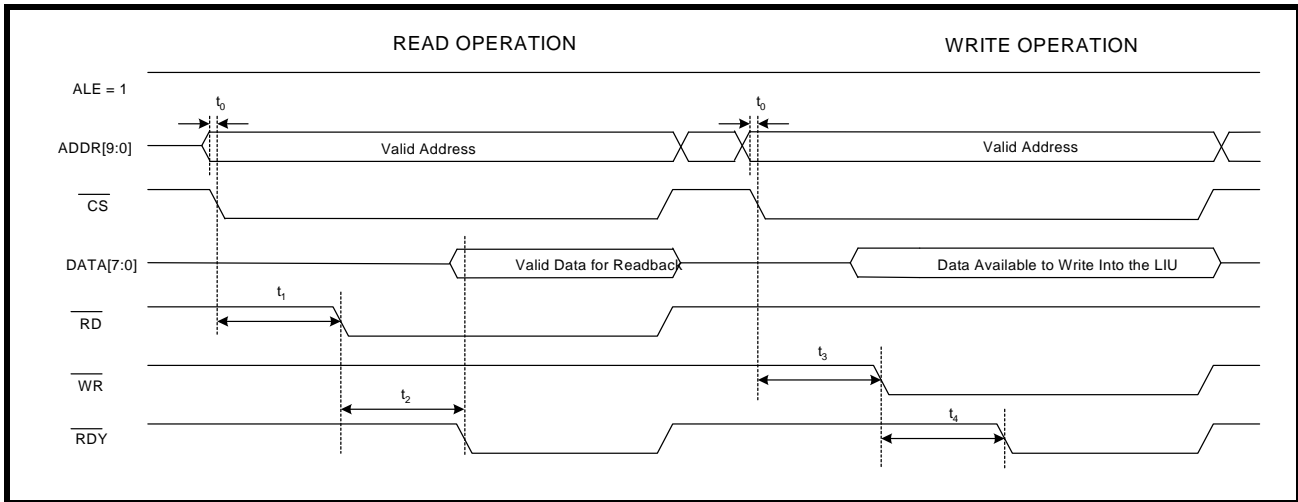 READ OPERATION WRITE OPERATION
ALE = 1
t0 t0
ADDR[9:0] Valid Address Valid Address
CS
DATA[7:0] Valid Data for Readback Data Available to Write Into the LIU
t1
RD
t3
WR
t2 t4
RDY